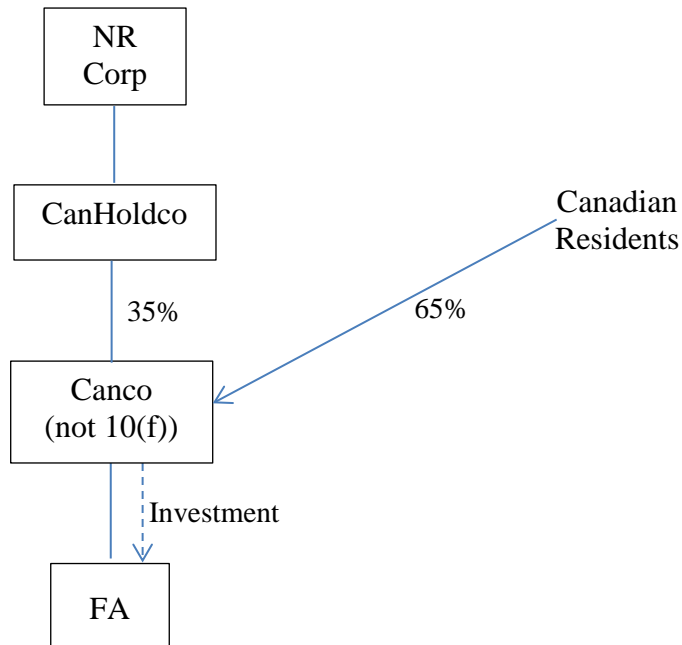 NR
Corp
CanHoldco
Canadian
Residents
35%
65%
Canco
(not 10(f))
Investment
FA